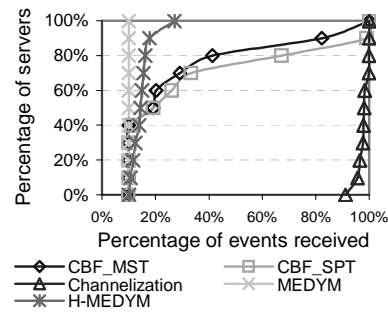 Percentage of servers
100%
80%
60%
40%
20%
0%
0% 20% 40% 60% 80% 100%
Percentage of events received
CBF_MST CBF_SPT
Channelization MEDYM
H-MEDYM